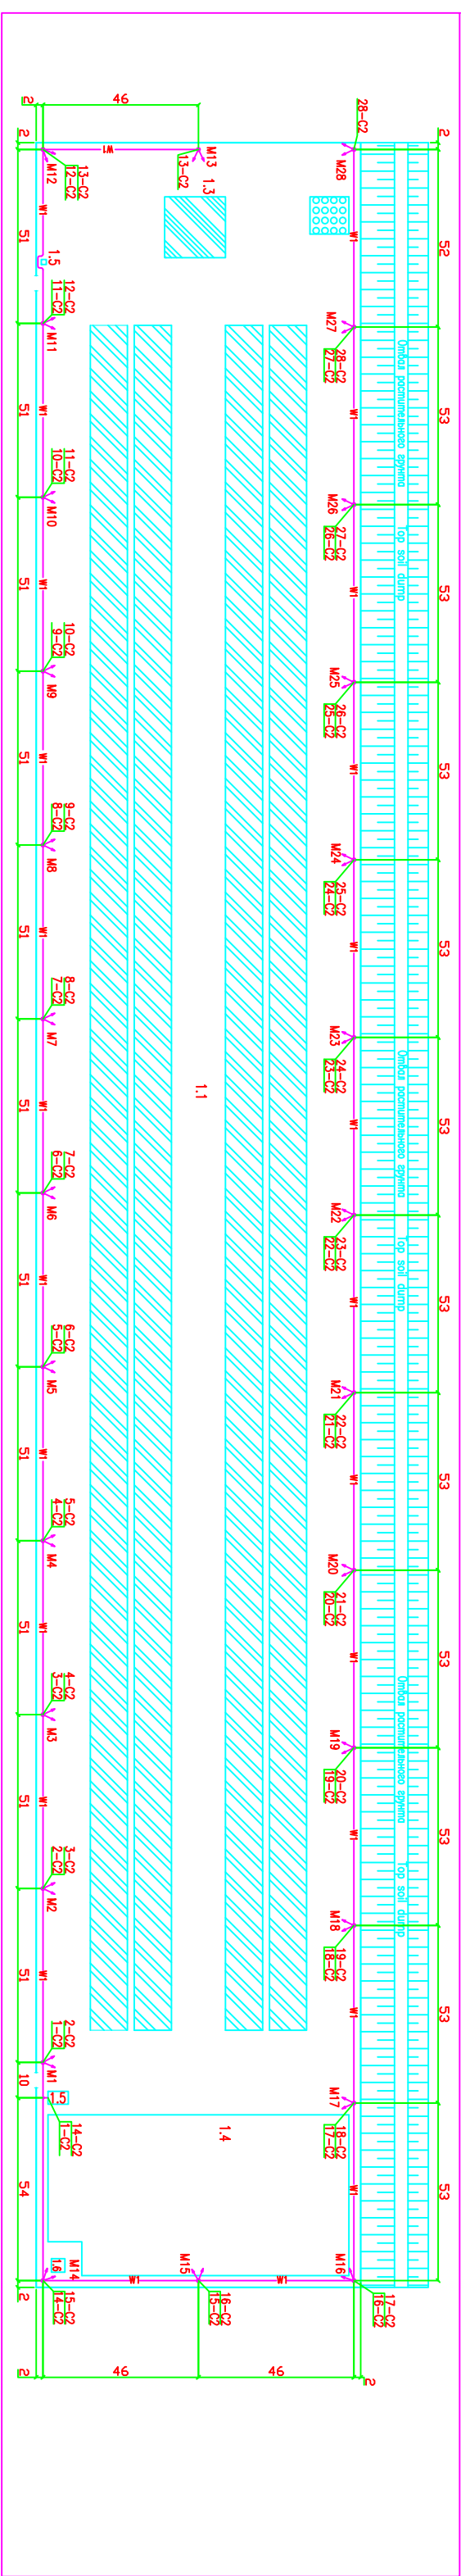 2
46
2
28-C2
2
M12
13-C2
12-C2
W1
M13
13-C2
1.3
M28
52
51
W1
1.5
W1
12-C2
11-C2
M11
M27
28-C2
27-C2
Отвал растительного грунта
Top soil dump
53
51
W1
W1
11-C2
10-C2
M10
M26
27-C2
26-C2
53
51
W1
W1
10-C2
9-C2
M9
M25
26-C2
25-C2
53
51
W1
W1
9-C2
8-C2
M8
M24
25-C2
24-C2
53
51
W1
W1
8-C2
7-C2
M7
M23
24-C2
23-C2
Отвал растительного грунта
Top soil dump
1.1
53
51
W1
W1
7-C2
6-C2
M6
M22
23-C2
22-C2
53
51
W1
W1
6-C2
5-C2
M5
M21
22-C2
21-C2
53
51
W1
W1
5-C2
4-C2
M4
M20
21-C2
20-C2
53
51
W1
W1
4-C2
3-C2
M3
M19
20-C2
19-C2
Отвал растительного грунта
Top soil dump
53
51
W1
W1
3-C2
2-C2
M2
M18
19-C2
18-C2
53
51
W1
W1
2-C2
1-C2
M1
M17
18-C2
17-C2
10
1.5
14-C2
1-C2
1.4
53
54
W1
1.6
M14
M15
M16
W1
W1
15-C2
14-C2
16-C2
15-C2
17-C2
16-C2
2
2
46
46
2